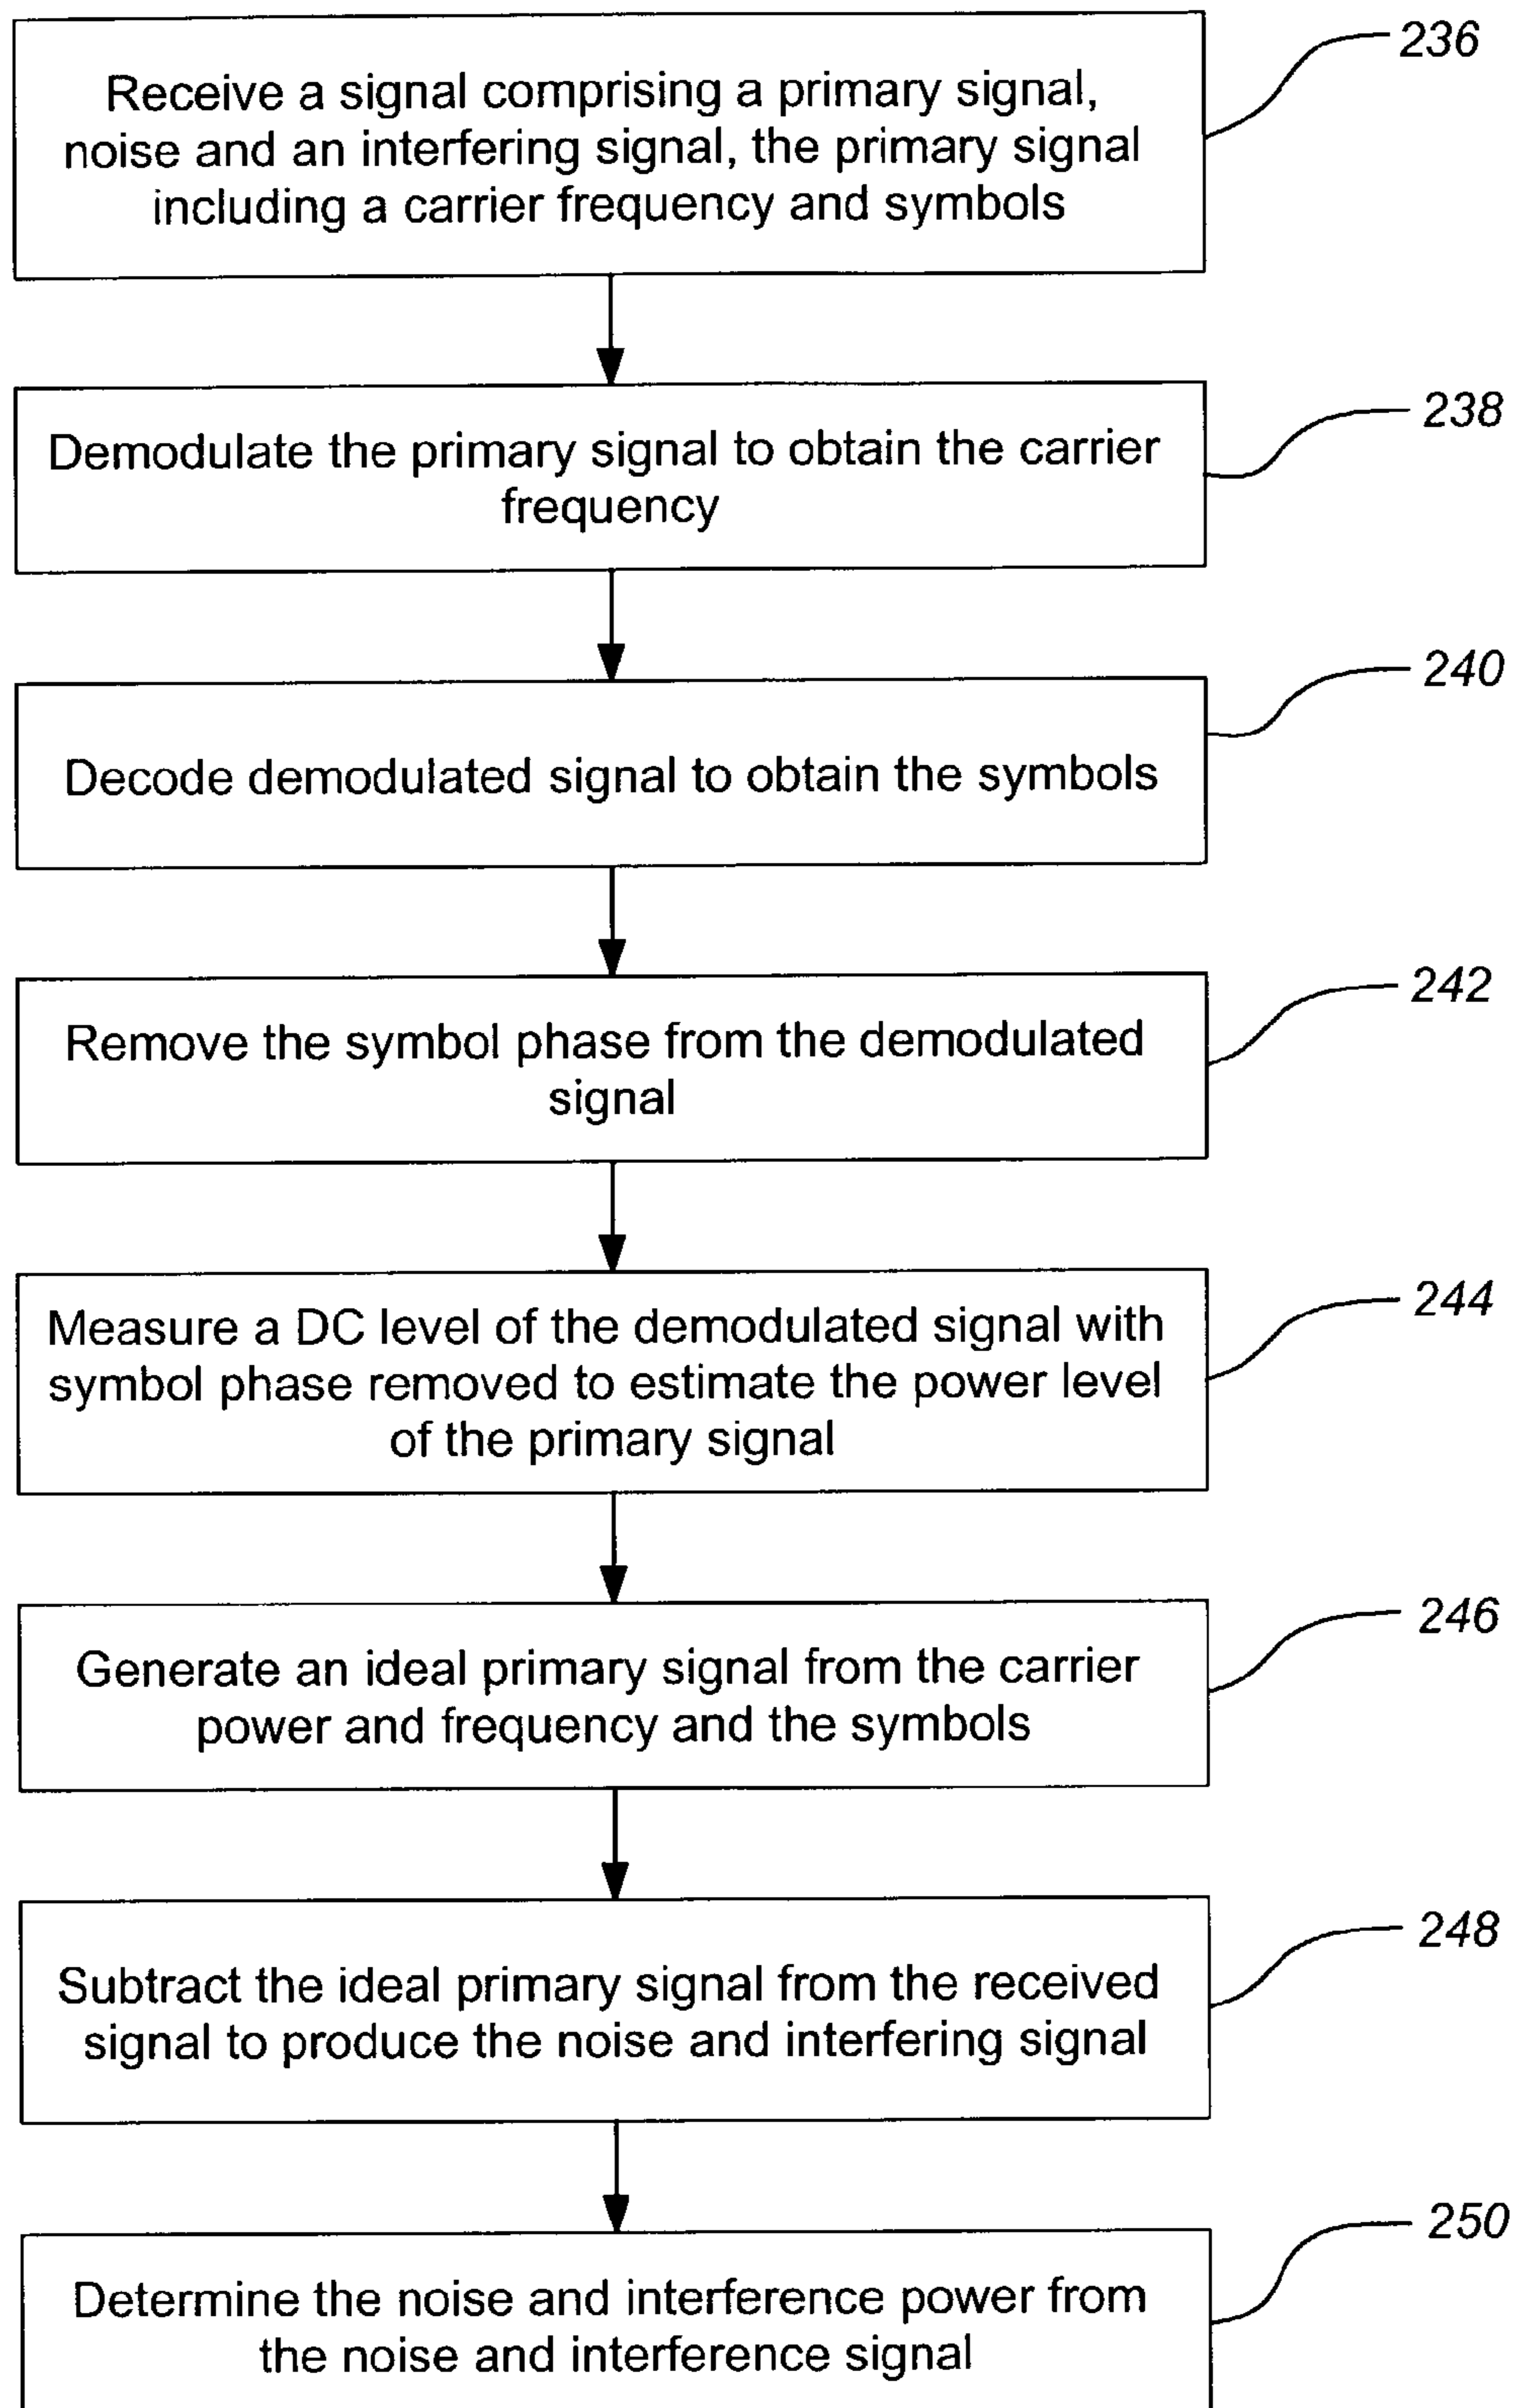 236
Receive a signal comprising a primary signal,
noise and an interfering signal, the primary signal
including a carrier frequency and symbols
238
Demodulate the primary signal to obtain the carrier
frequency
240
Decode demodulated signal to obtain the symbols
242
Remove the symbol phase from the demodulated
signal
244
Measure a DC level of the demodulated signal with
symbol phase removed to estimate the power level
of the primary signal
246
Generate an ideal primary signal from the carrier
power and frequency and the symbols
248
Subtract the ideal primary signal from the received
signal to produce the noise and interfering signal
250
Determine the noise and interference power from
the noise and interference signal